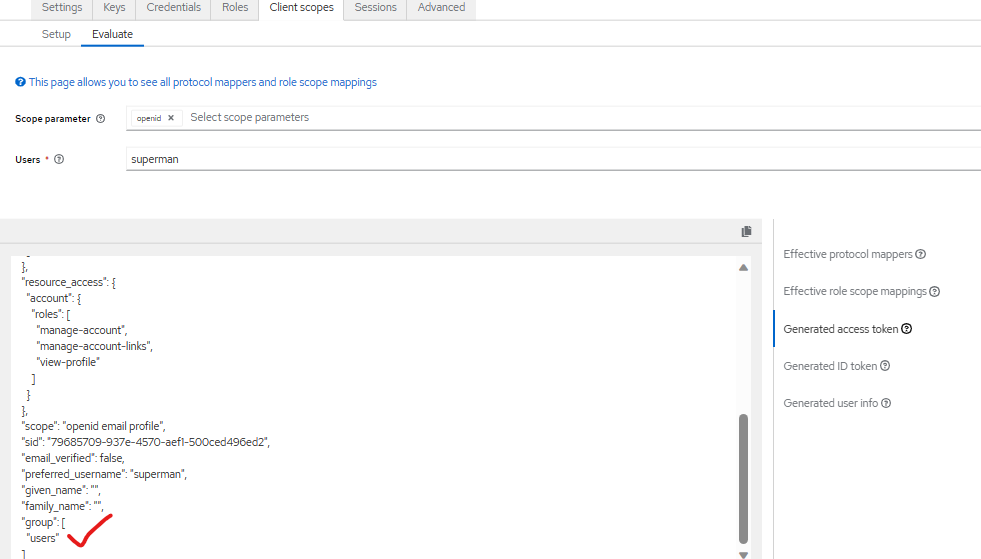 Settings Keys Credentials Roles Client scopes Sessions Advanced
Setup Evaluate
This page allows you to see all protocol mappers and role scope mappings
Scope parameter openid × Select scope parameters
Users * superman
},
"resource_access": {
"account": {
"roles": [
"manage-account",
"manage-account-links",
"view-profile"
]
}
},
"scope": "openid email profile",
"sid": "79685709-937e-4570-aef1-500ced496ed2",
"email_verified": false,
"preferred_username": "superman",
"given_name": "",
"family_name": "",
"group": [
"users"
]
Effective protocol mappers
Effective role scope mappings
Generated access token
Generated ID token
Generated user info